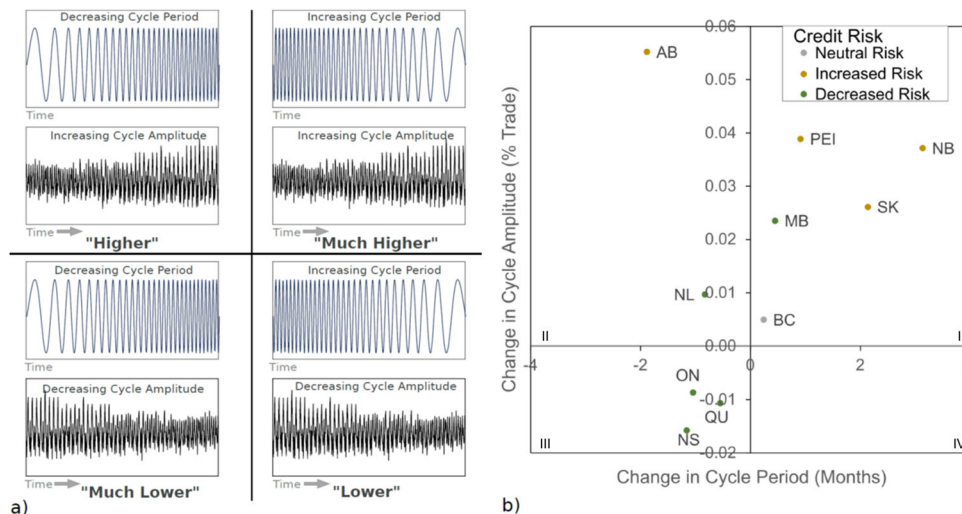 Decreasing Cycle Period
Time
Increasing Cycle Amplitude
Time
"Higher"
Increasing Cycle Period
Time
Increasing Cycle Amplitude
Time
"Much Higher"
Decreasing Cycle Period
Time
Decreasing Cycle Amplitude
Time
"Much Lower"
Increasing Cycle Period
Time
Decreasing Cycle Amplitude
Time
"Lower"
a)
Change in Cycle Amplitude (% Trade)
0.06
0.05
0.04
0.03
0.02
0.01
0.00
-0.01
-0.02
Credit Risk
Neutral Risk
Increased Risk
Decreased Risk
AB
PEI
NB
SK
MB
NL
BC
II
I
-4
-2
0
2
ON
QU
NS
III
IV
Change in Cycle Period (Months)
b)